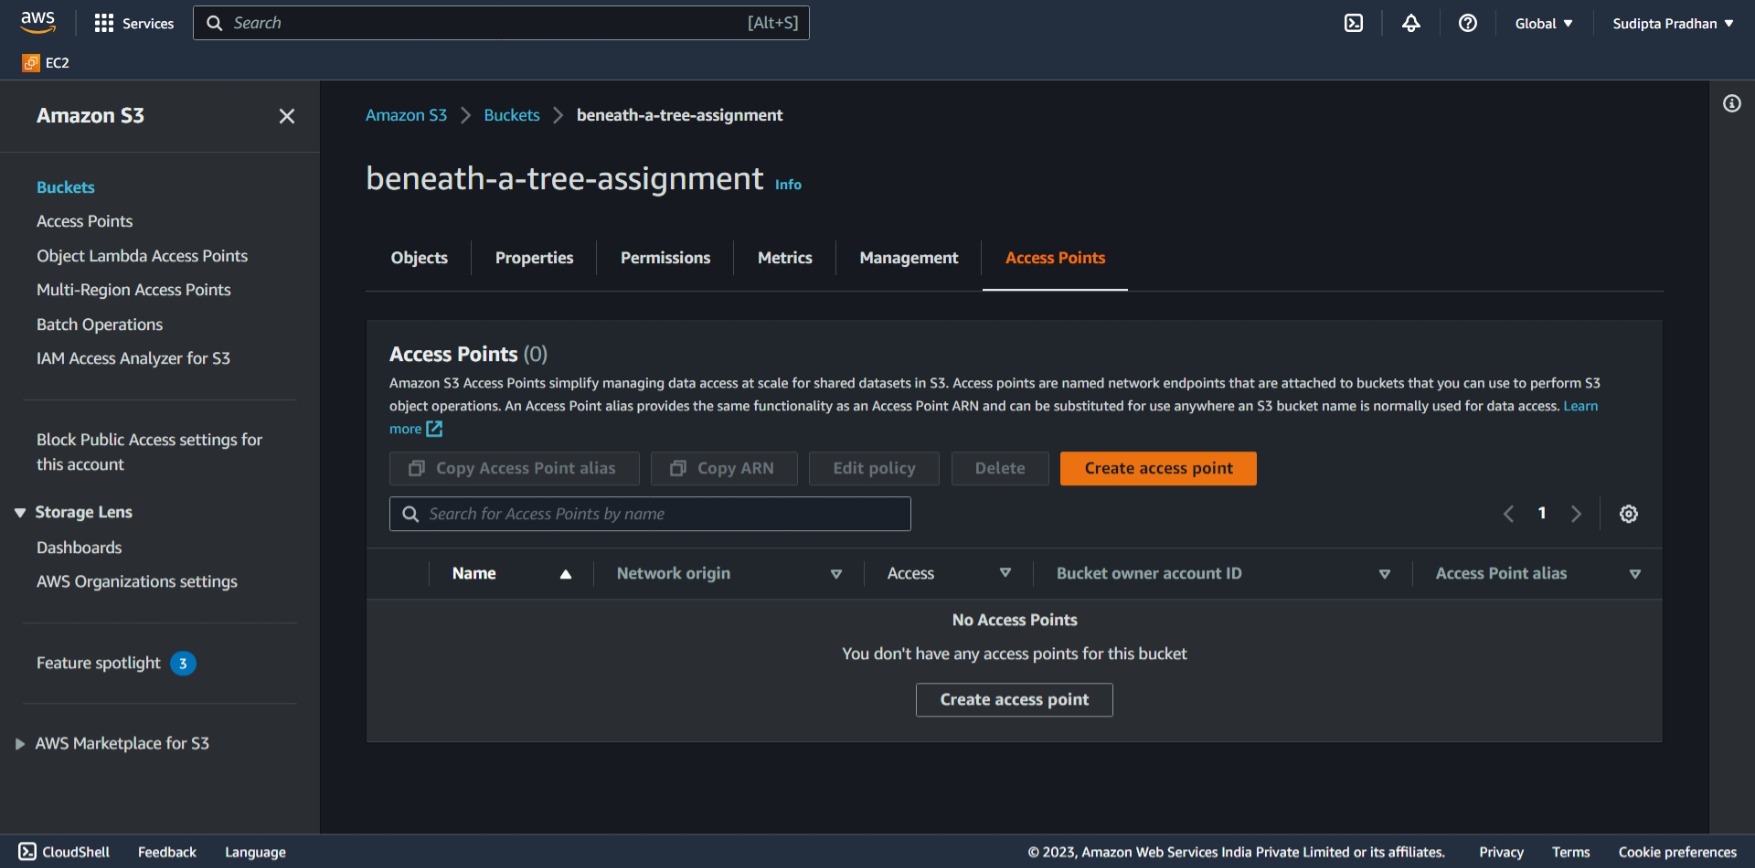 aws
Services
Search
[Alt+S]
Global
Sudipta Pradhan
EC2
Amazon S3
Buckets
Access Points
Object Lambda Access Points
Multi-Region Access Points
Batch Operations
IAM Access Analyzer for S3
Block Public Access settings for
this account
Storage Lens
Dashboards
AWS Organizations settings
Feature spotlight 3
AWS Marketplace for S3
Amazon S3 Buckets beneath-a-tree-assignment
beneath-a-tree-assignment Info
Objects Properties Permissions Metrics Management Access Points
Access Points (0)
Amazon S3 Access Points simplify managing data access at scale for shared datasets in S3. Access points are named network endpoints that are attached to buckets that you can use to perform S3
object operations. An Access Point alias provides the same functionality as an Access Point ARN and can be substituted for use anywhere an S3 bucket name is normally used for data access. Learn
more
Copy Access Point alias Copy ARN Edit policy Delete Create access point
Search for Access Points by name
1
Name Network origin Access Bucket owner account ID Access Point alias
No Access Points
You don't have any access points for this bucket
Create access point
CloudShell Feedback Language
© 2023, Amazon Web Services India Private Limited or its affiliates. Privacy Terms Cookie preferences